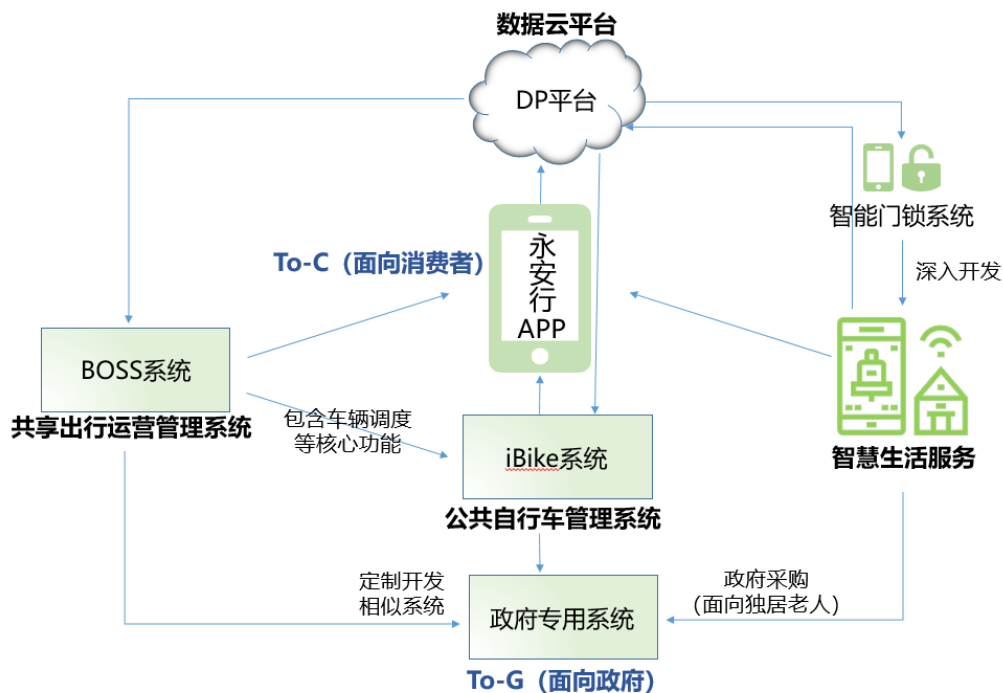 数据云平台
DP平台
智能门锁系统
To-C（面向消费者）
永
安
行
APP
深入开发
BOSS系统
共享出行运营管理系统
包含车辆调度
等核心功能
iBike系统
公共自行车管理系统
智慧生活服务
定制开发
相似系统
政府专用系统
政府采购
(面向独居老人)
To-G（面向政府）